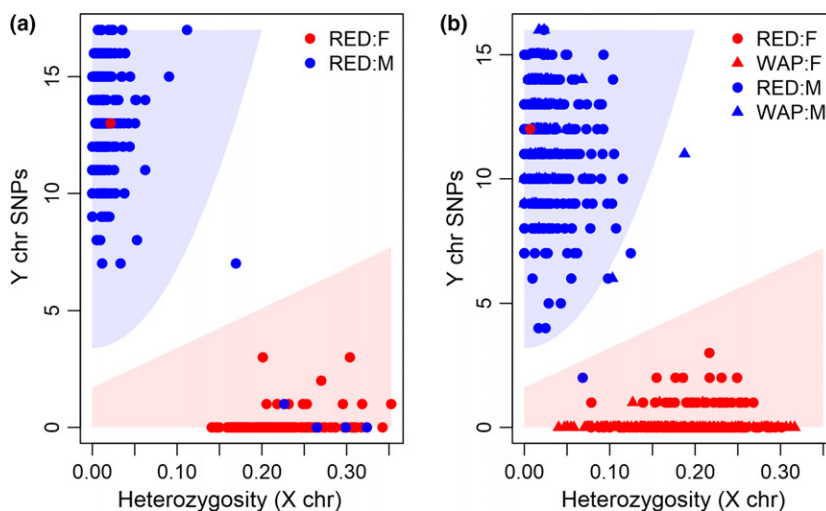 (a)
RED:F
RED:M
Y chr SNPs
15
10
5
0
0.00 0.10 0.20 0.30
Heterozygosity (X chr)
(b)
RED:F
WAP:F
RED:M
WAP:M
Y chr SNPs
15
10
5
0
0.00 0.10 0.20 0.30
Heterozygosity (X chr)